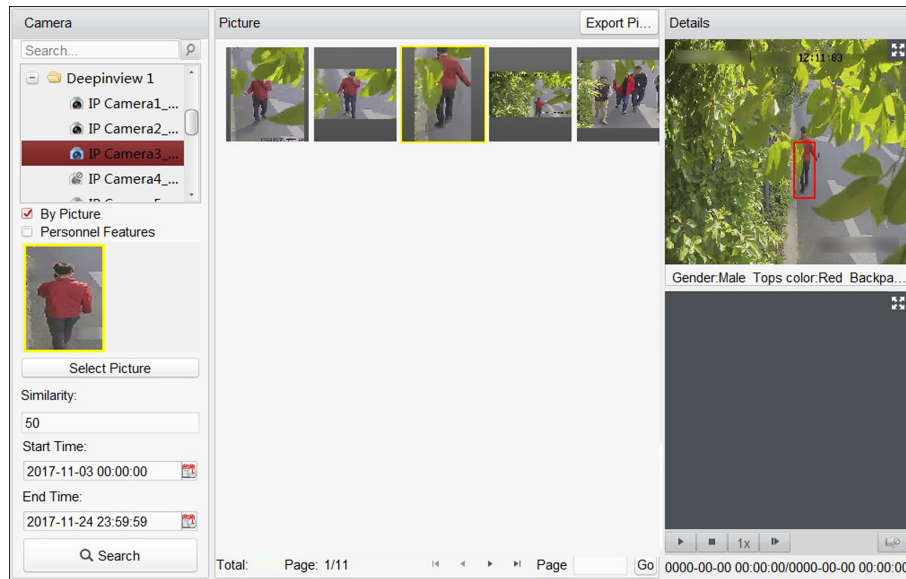 Camera
Search...
Deepinview 1
IP Camera1_...
IP Camera2_...
IP Camera3_...
IP Camera4_...
By Picture
Personnel Features
Select Picture
Similarity:
50
Start Time:
2017-11-03 00:00:00
End Time:
2017-11-24 23:59:59
Search
Picture
Export Pi...
Total:
Page: 1/11
Page
Go
Details
12:11:03
Gender:Male Tops color:Red Backpa...
1x
0000-00-00 00:00:00/0000-00-00 00:00:00